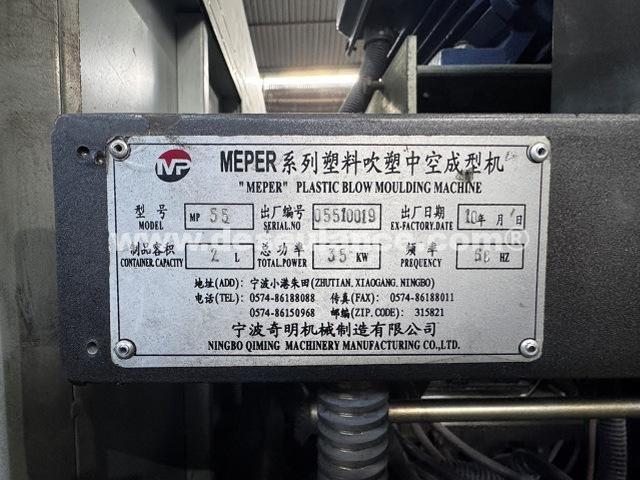 MP MEPER系列塑料吹塑中空成型机
"MEPER" PLASTIC BLOW MOULDING MACHINE
型号 MP 55 出厂编号 05510019 出厂日期 10年 月 日
MODEL SERIAL.NO EX-FACTORY.DATE
制品容积 2 L 总功率 35 KW 频率 HZ
CONTAINER.CAPACITY TOTAL.POWER FREQUENCY
地址(ADD): 宁波小港朱田(ZHUTIAN, XIAOGANG, NINGBO)
电话(TEL): 0574-86188088 传真(FAX): 0574-86188011
0574-86150968 邮编(ZIP.CODE): 315821
宁波奇明机械制造有限公司
NINGBO QIMING MACHINERY MANUFACTURING CO.,LTD.